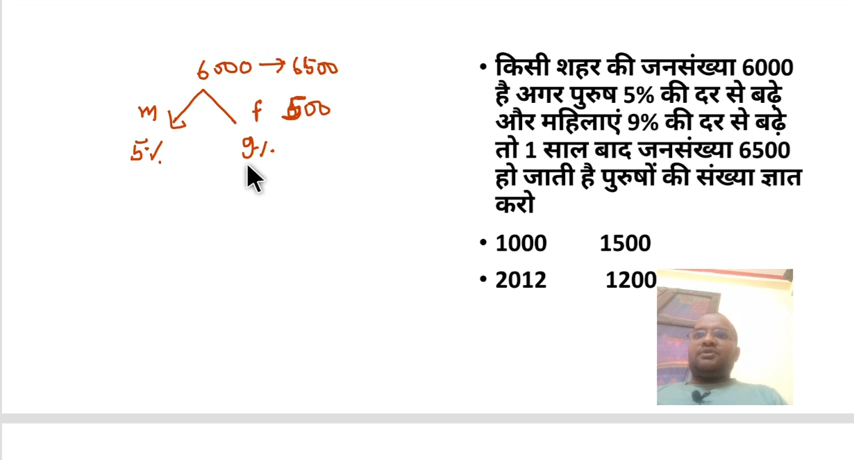 6000 → 6500
m f 500
5% 9%
• किसी शहर की जनसंख्या 6000
है अगर पुरुष 5% की दर से बढ़े
और महिलाएं 9% की दर से बढ़े
तो 1 साल बाद जनसंख्या 6500
हो जाती है पुरुषों की संख्या ज्ञात
करो
• 1000 1500
• 2012 1200